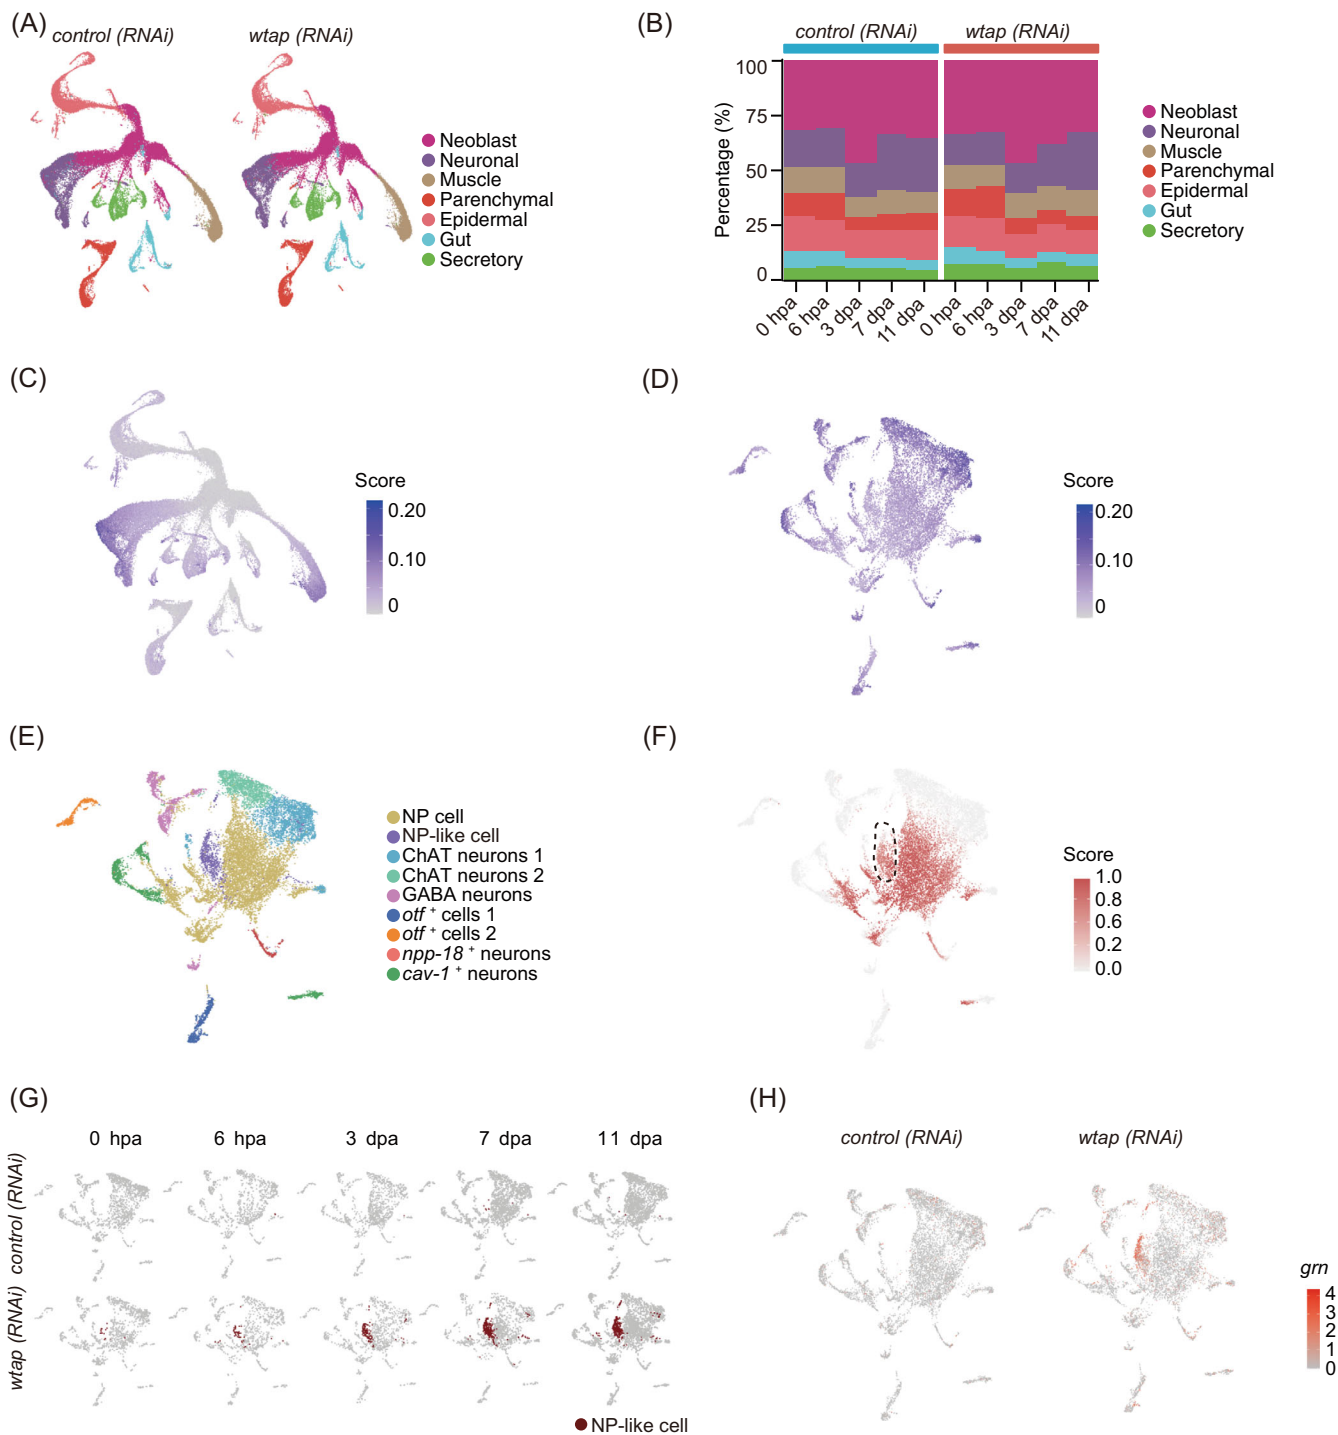 (A)
control (RNAi)
wtap (RNAi)
Neoblast
Neuronal
Muscle
Parenchymal
Epidermal
Gut
Secretory
(B)
control (RNAi)
wtap (RNAi)
Percentage (%)
100
75
50
25
0
0 hpa
6 hpa
3 dpa
7 dpa
11 dpa
0 hpa
6 hpa
3 dpa
7 dpa
11 dpa
Neoblast
Neuronal
Muscle
Parenchymal
Epidermal
Gut
Secretory
(C)
Score
0.20
0.10
0
(D)
Score
0.20
0.10
0
(E)
NP cell
NP-like cell
ChAT neurons 1
ChAT neurons 2
GABA neurons
otf + cells 1
otf + cells 2
npp-18 + neurons
cav-1 + neurons
(F)
Score
1.0
0.8
0.6
0.4
0.2
0.0
(G)
0 hpa
6 hpa
3 dpa
7 dpa
11 dpa
control (RNAi)
wtap (RNAi)
NP-like cell
(H)
control (RNAi)
wtap (RNAi)
grn
4
3
2
1
0